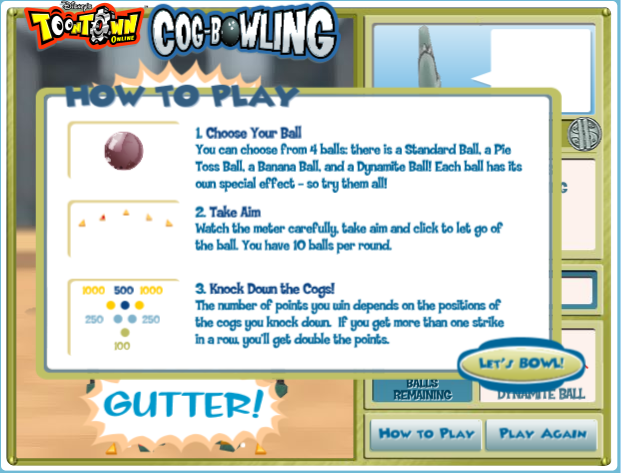 Disney's
TOONTOWN
ONLINE
COG-BOWLING
HOW TO PLAY
1. Choose Your Ball
You can choose from 4 balls: there is a Standard Ball, a Pie
Toss Ball, a Banana Ball, and a Dynamite Ball! Each ball has its
own special effect - so try them all!
2. Take Aim
Watch the meter carefully, take aim and click to let go of
the ball. You have 10 balls per round.
1000 500 1000
250 250
100
3. Knock Down the Cogs!
The number of points you win depends on the positions of
the cogs you knock down. If you get more than one strike
in a row, you'll get double the points.
LET'S BOWL!
BALLS
REMAINING
DYNAMITE BALL
GUTTER!
HOW TO PLAY
PLAY AGAIN